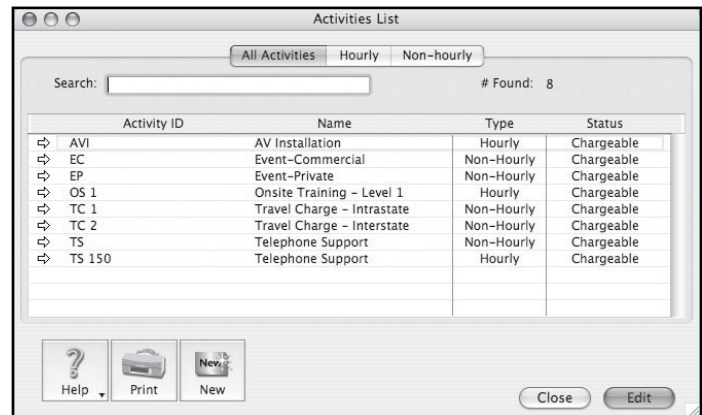 Activities List
All Activities Hourly Non-hourly
Search: # Found: 8
Activity ID Name Type Status
AVI AV Installation Hourly Chargeable
EC Event-Commercial Non-Hourly Chargeable
EP Event-Private Non-Hourly Chargeable
OS 1 Onsite Training - Level 1 Hourly Chargeable
TC 1 Travel Charge - Intrastate Non-Hourly Chargeable
TC 2 Travel Charge - Interstate Non-Hourly Chargeable
TS Telephone Support Non-Hourly Chargeable
TS 150 Telephone Support Hourly Chargeable
New
Help Print New
Close Edit